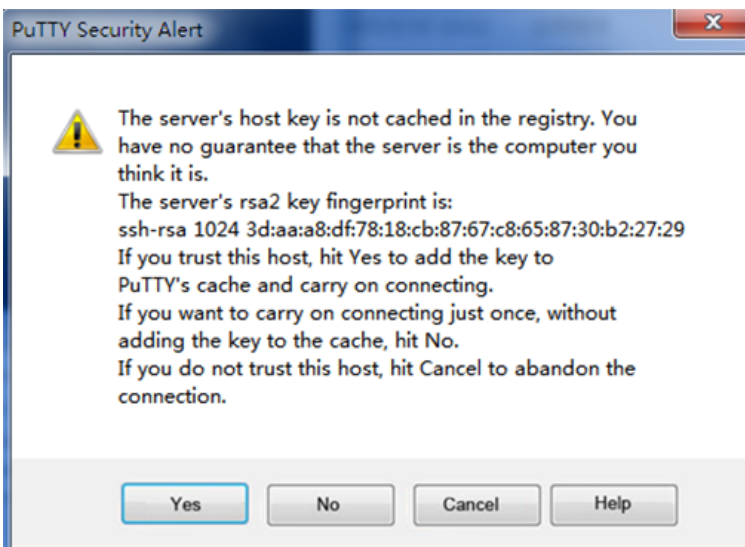 PuTTY Security Alert
The server's host key is not cached in the registry. You
have no guarantee that the server is the computer you
think it is.
The server's rsa2 key fingerprint is:
ssh-rsa 1024 3d:aa:a8:df:78:18:cb:87:67:c8:65:87:30:b2:27:29
If you trust this host, hit Yes to add the key to
PuTTY's cache and carry on connecting.
If you want to carry on connecting just once, without
adding the key to the cache, hit No.
If you do not trust this host, hit Cancel to abandon the
connection.
Yes No Cancel Help